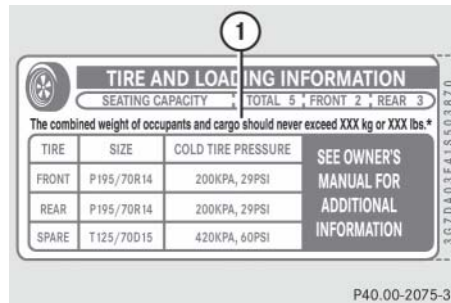 1
TIRE AND LOADING INFORMATION
SEATING CAPACITY TOTAL 5 FRONT 2 REAR 3
The combined weight of occupants and cargo should never exceed XXX kg or XXX lbs.*
TIRE SIZE COLD TIRE PRESSURE
SEE OWNER'S MANUAL FOR ADDITIONAL INFORMATION
FRONT P195/70R14 200KPA, 29PSI
REAR P195/70R14 200KPA, 29PSI
SPARE T125/70D15 420KPA, 60PSI
3G7DA03E41S503870
P40.00-2075-3